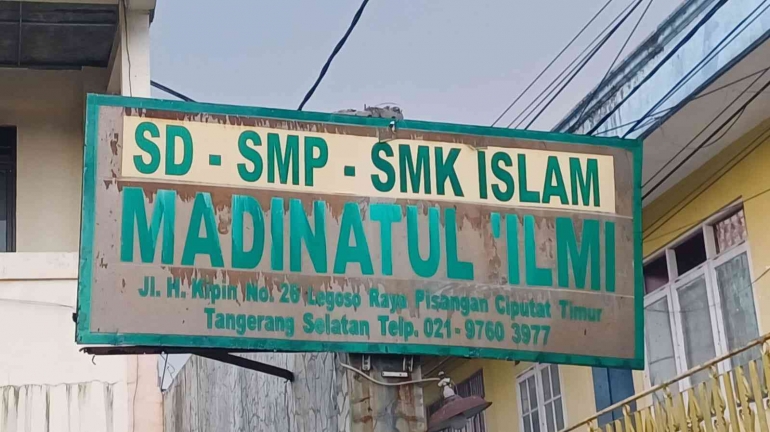 SD - SMP - SMK ISLAM
MADINATUL 'ILMI
Jl. H. Kipin No. 26 Legoso Raya Pisangan Ciputat Timur
Tangerang Selatan Telp. 021 - 9760 3977